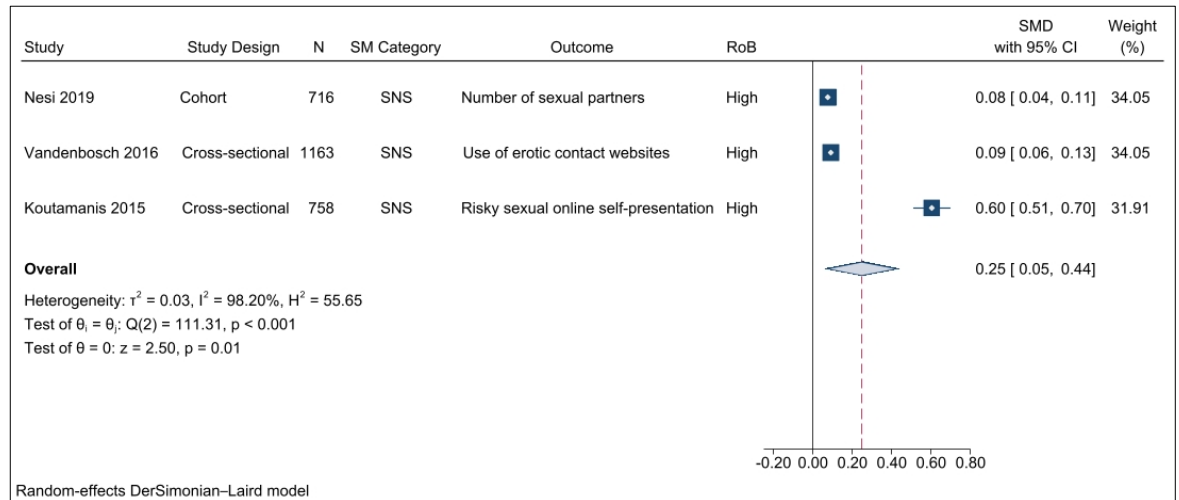 Study Study Design N SM Category Outcome RoB SMD with 95% CI Weight (%)
Nesi 2019 Cohort 716 SNS Number of sexual partners High 0.08 [ 0.04, 0.11] 34.05
Vandenbosch 2016 Cross-sectional 1163 SNS Use of erotic contact websites High 0.09 [ 0.06, 0.13] 34.05
Koutamanis 2015 Cross-sectional 758 SNS Risky sexual online self-presentation High 0.60 [ 0.51, 0.70] 31.91
Overall 0.25 [ 0.05, 0.44]
Heterogeneity: τ² = 0.03, I² = 98.20%, H² = 55.65
Test of θᵢ = θⱼ: Q(2) = 111.31, p < 0.001
Test of θ = 0: z = 2.50, p = 0.01
-0.20 0.00 0.20 0.40 0.60 0.80
Random-effects DerSimonian–Laird model